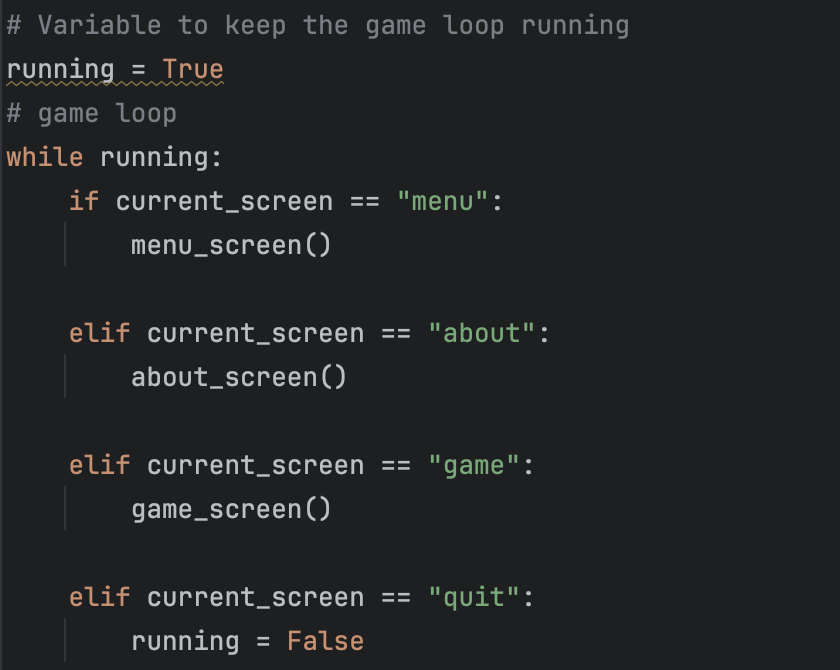 # Variable to keep the game loop running
running = True
# game loop
while running:
    if current_screen == "menu":
        menu_screen()
    elif current_screen == "about":
        about_screen()
    elif current_screen == "game":
        game_screen()
    elif current_screen == "quit":
        running = False